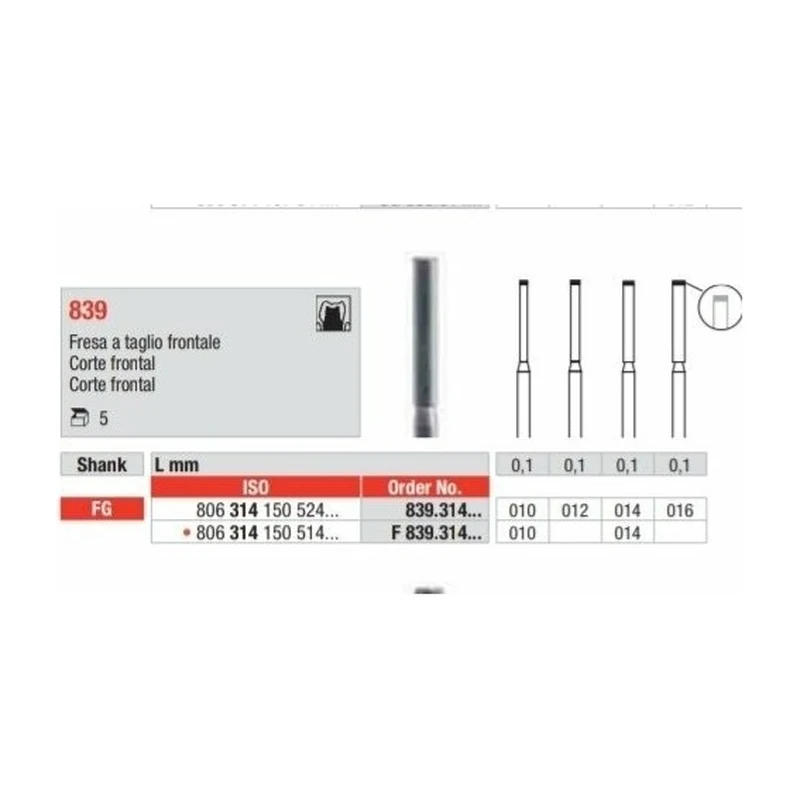 839
Fresa a taglio frontale
Corte frontal
Corte frontal
5
Shank L mm 0,1 0,1 0,1 0,1
ISO Order No.
FG 806 314 150 524... 839.314... 010 012 014 016
• 806 314 150 514... F 839.314... 010 014